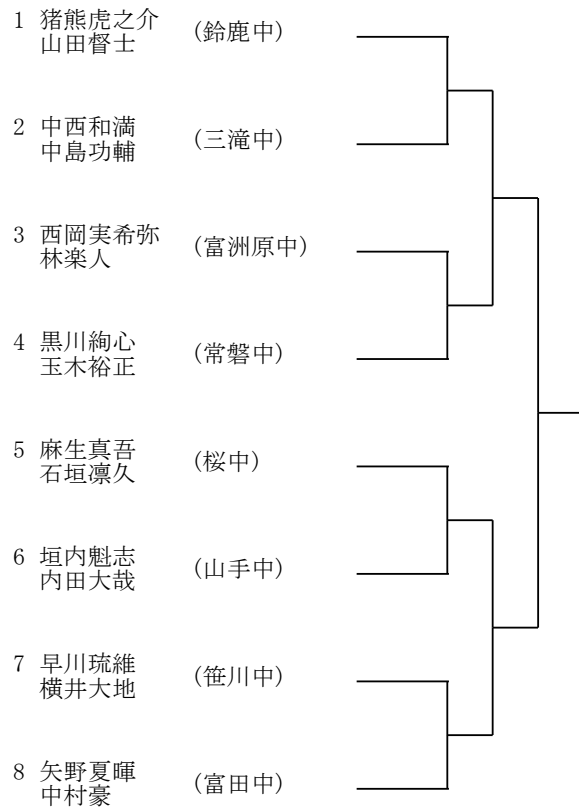 1 猪熊虎之介 (鈴鹿中)
山田督士
2 中西和満 (三滝中)
中島功輔
3 西岡実希弥 (富洲原中)
林楽人
4 黒川絢心 (常磐中)
玉木裕正
5 麻生真吾 (桜中)
石垣凛久
6 垣内魁志 (山手中)
内田大哉
7 早川琉維 (笹川中)
横井大地
8 矢野夏暉 (富田中)
中村豪